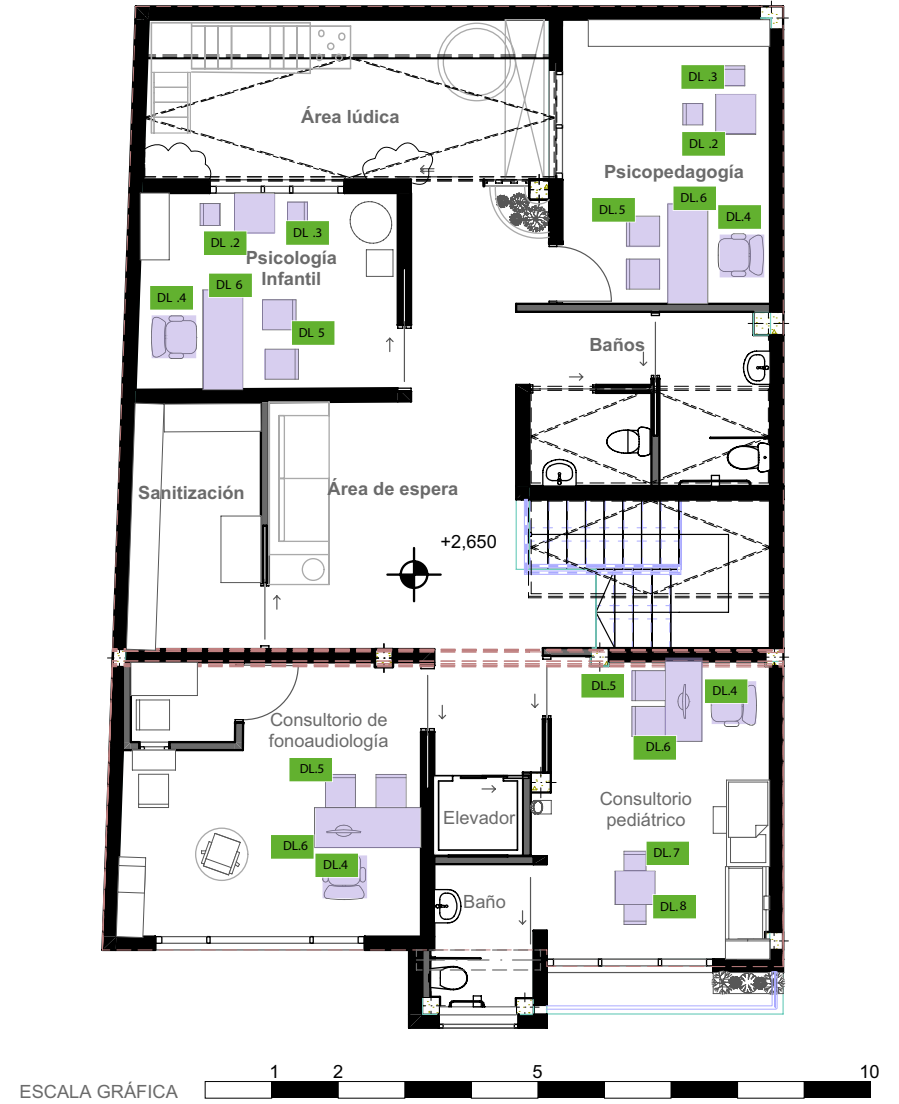 Área lúdica
DL .3
DL .2
Psicopedagogía
DL.6
DL.5
DL.4
DL .2
DL .3
Psicología
Infantil
DL 6
DL .4
DL 5
Baños
Sanitización
Área de espera
+2,650
Consultorio de
fonoaudiología
DL.5
DL.6
DL.4
DL.5
DL.4
DL.6
Elevador
Consultorio
pediátrico
DL.7
DL.8
Baño
ESCALA GRÁFICA
1
2
5
10